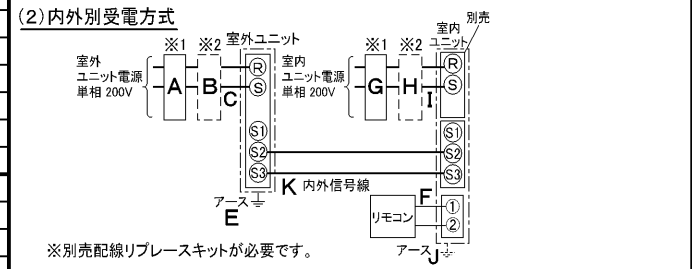 (2)内外別受電方式
※1 ※2 室外ユニット
室外
ユニット電源
単相 200V
A
B
C
R
S
S1
S2
S3
アース
E
※1 ※2
室内
ユニット
別売
室内
ユニット電源
単相 200V
G
H
I
R
S
S1
S2
S3
K 内外信号線
F
リモコン
①
②
アース
J
※別売配線リプレースキットが必要です。